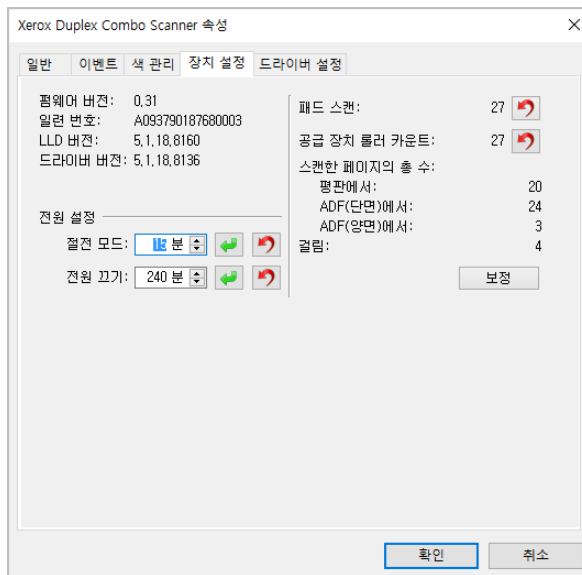 Xerox Duplex Combo Scanner 속성
일반 이벤트 색 관리 장치 설정 드라이버 설정
펌웨어 버전: 0.31
일련 번호: A093790187680003
LLD 버전: 5.1.18.8160
드라이버 버전: 5.1.18.8136
전원 설정
절전 모드: 15 분
전원 끄기: 240 분
패드 스캔: 27
공급 장치 롤러 카운트: 27
스캔한 페이지의 총 수:
평판에서: 20
ADF(단면)에서: 24
ADF(양면)에서: 3
걸림: 4
보정
확인 취소